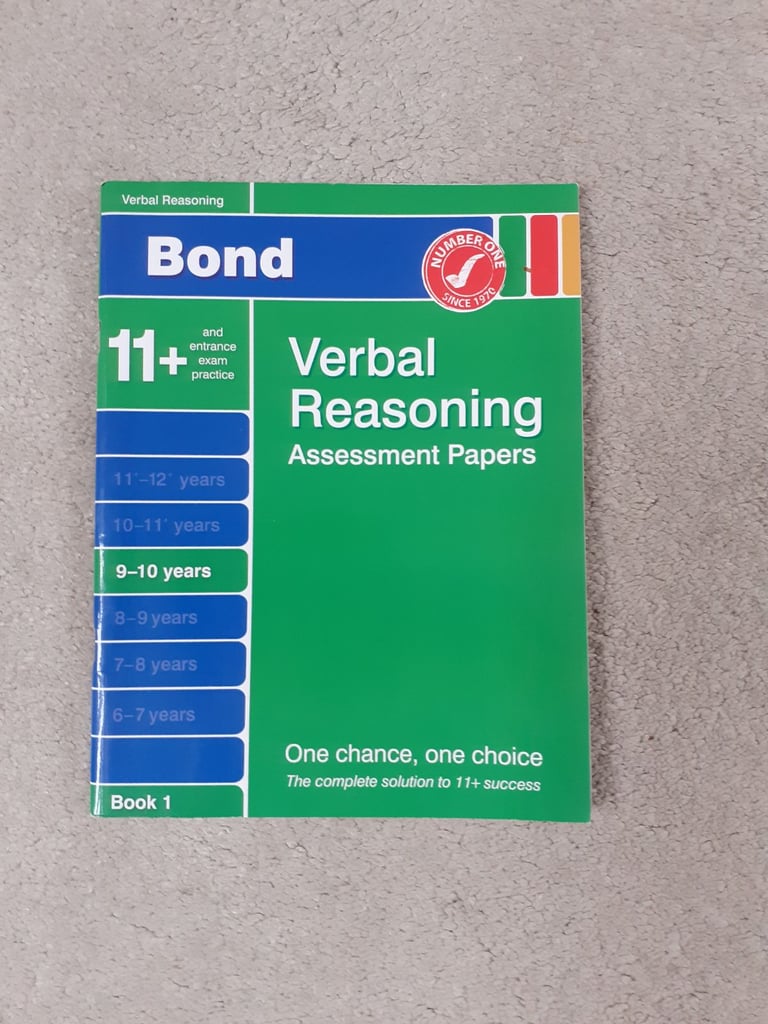 Verbal Reasoning
Bond
NUMBER ONE
SINCE 1970
11+
and
entrance
exam
practice
Verbal
Reasoning
Assessment Papers
11⁺–12⁺ years
10–11⁺ years
9–10 years
8–9 years
7–8 years
6–7 years
One chance, one choice
The complete solution to 11+ success
Book 1